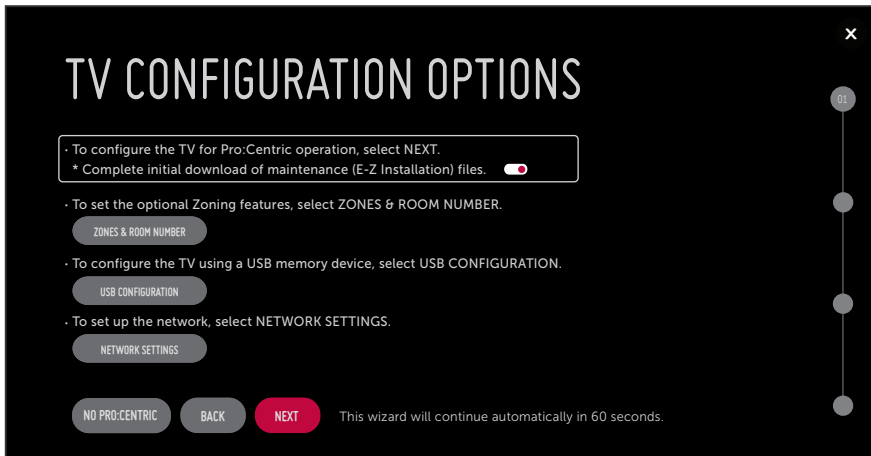 X
TV CONFIGURATION OPTIONS
01
· To configure the TV for Pro:Centric operation, select NEXT.
* Complete initial download of maintenance (E-Z Installation) files.
· To set the optional Zoning features, select ZONES & ROOM NUMBER.
ZONES & ROOM NUMBER
· To configure the TV using a USB memory device, select USB CONFIGURATION.
USB CONFIGURATION
· To set up the network, select NETWORK SETTINGS.
NETWORK SETTINGS
NO PRO:CENTRIC BACK NEXT This wizard will continue automatically in 60 seconds.